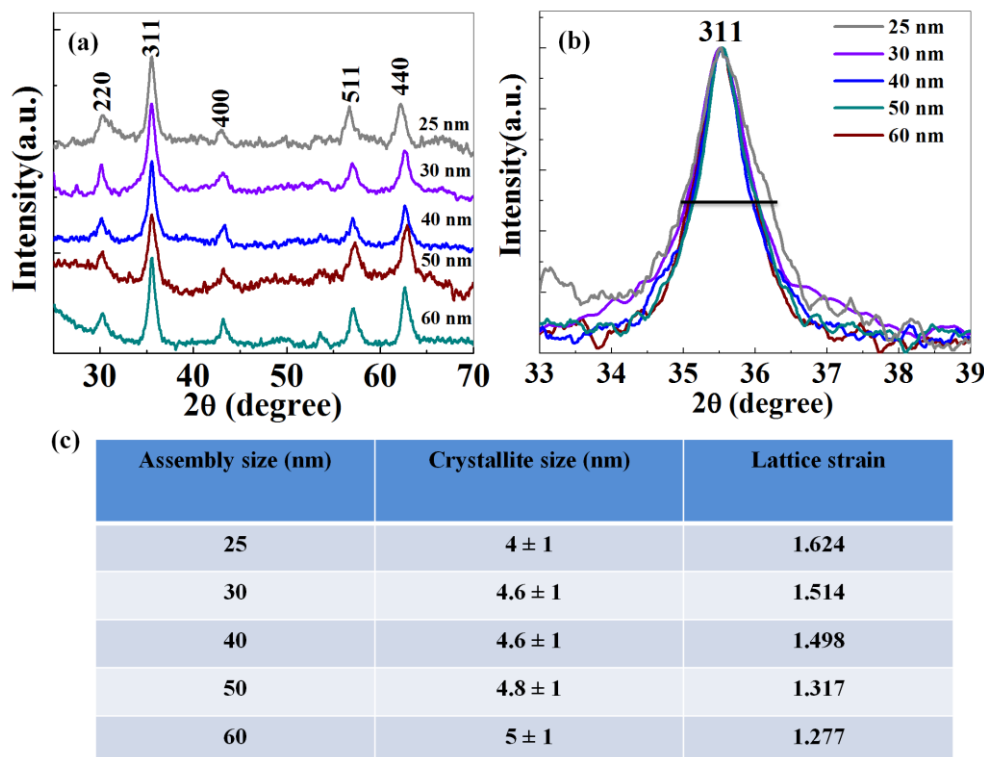 (a)
Intensity(a.u.)
220
311
400
511
440
25 nm
30 nm
40 nm
50 nm
60 nm
30 40 50 60 70
2θ (degree)
(b)
Intensity(a.u.)
311
25 nm
30 nm
40 nm
50 nm
60 nm
33 34 35 36 37 38 39
2θ (degree)
(c)
Assembly size (nm) Crystallite size (nm) Lattice strain
25 4 ± 1 1.624
30 4.6 ± 1 1.514
40 4.6 ± 1 1.498
50 4.8 ± 1 1.317
60 5 ± 1 1.277